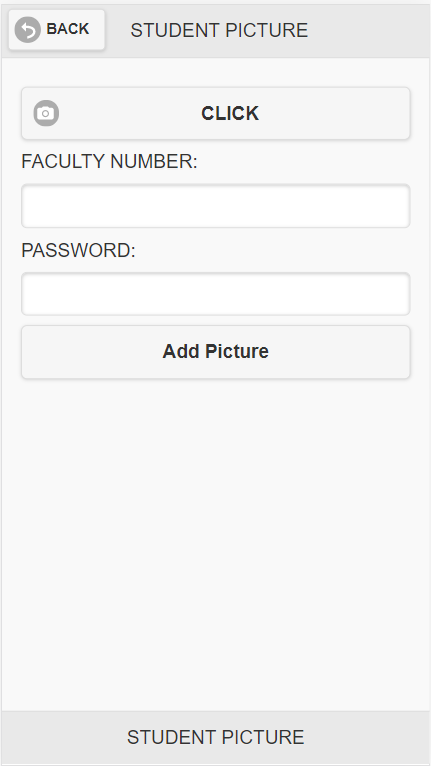 BACK STUDENT PICTURE
CLICK
FACULTY NUMBER:
PASSWORD:
Add Picture
STUDENT PICTURE